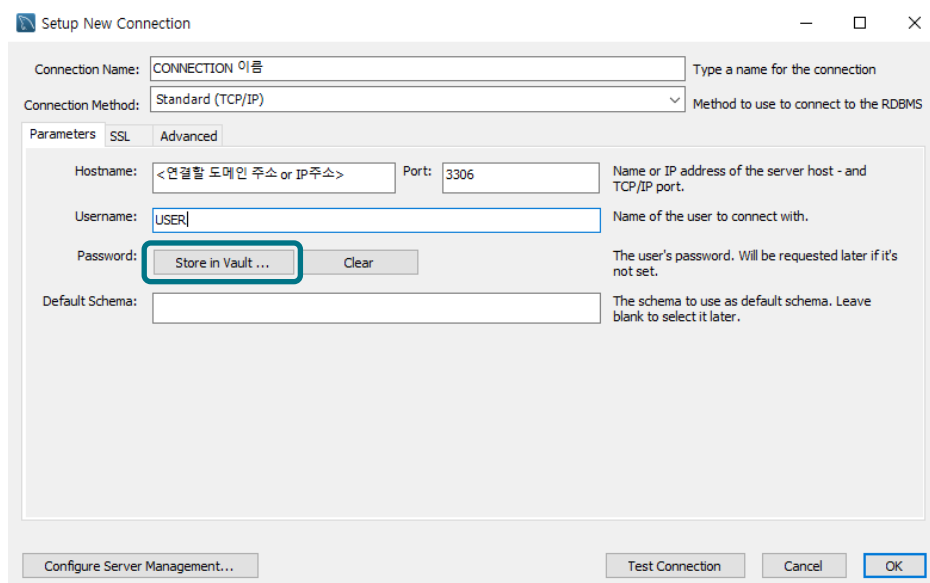 Setup New Connection
Connection Name: CONNECTION 이름 Type a name for the connection
Connection Method: Standard (TCP/IP) Method to use to connect to the RDBMS
Parameters SSL Advanced
Hostname: <연결할 도메인 주소 or IP주소> Port: 3306 Name or IP address of the server host - and
TCP/IP port.
Username: USER Name of the user to connect with.
Password: Store in Vault ... Clear The user's password. Will be requested later if it's
not set.
Default Schema: The schema to use as default schema. Leave
blank to select it later.
Configure Server Management... Test Connection Cancel OK